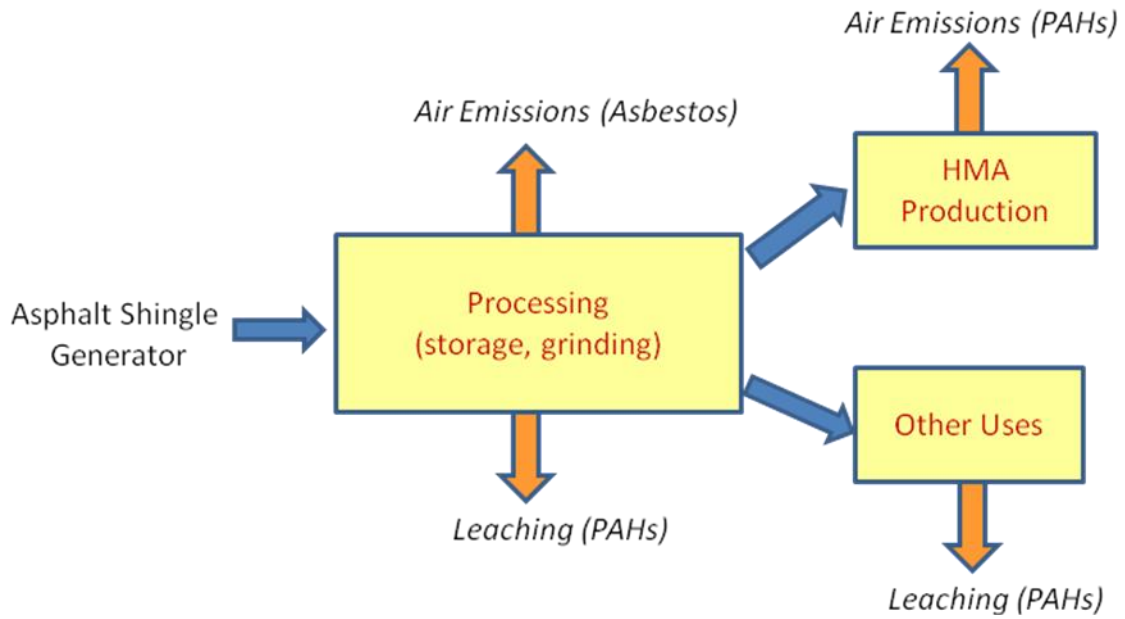 Air Emissions (PAHs)
Air Emissions (Asbestos)
HMA
Production
Asphalt Shingle
Generator
Processing
(storage, grinding)
Other Uses
Leaching (PAHs)
Leaching (PAHs)